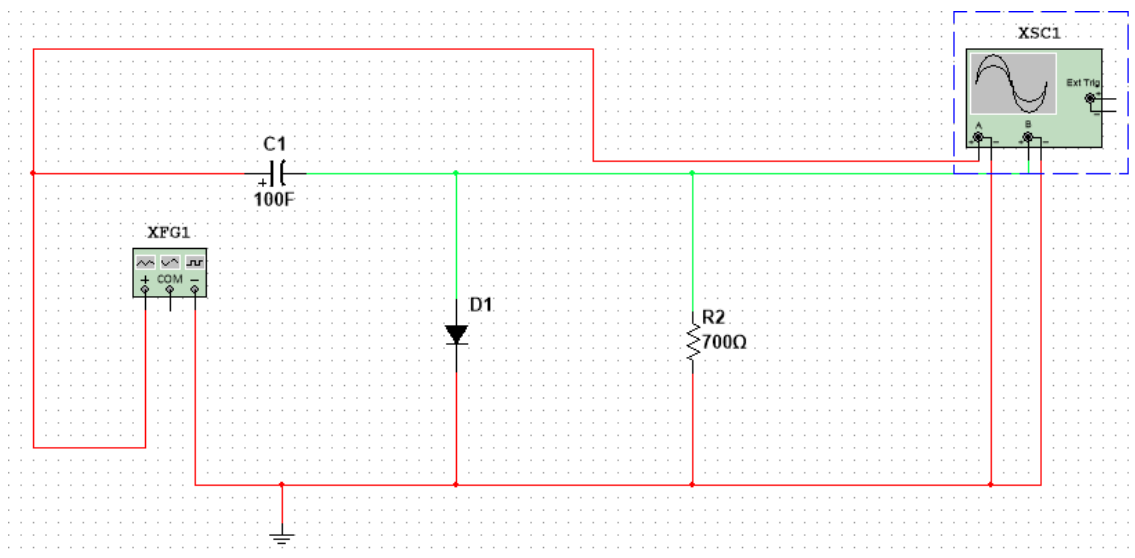 XSC1
Ext Trig
+
−
A
B
+ − + −
C1
+
100F
XFG1
+ COM −
D1
R2
700Ω